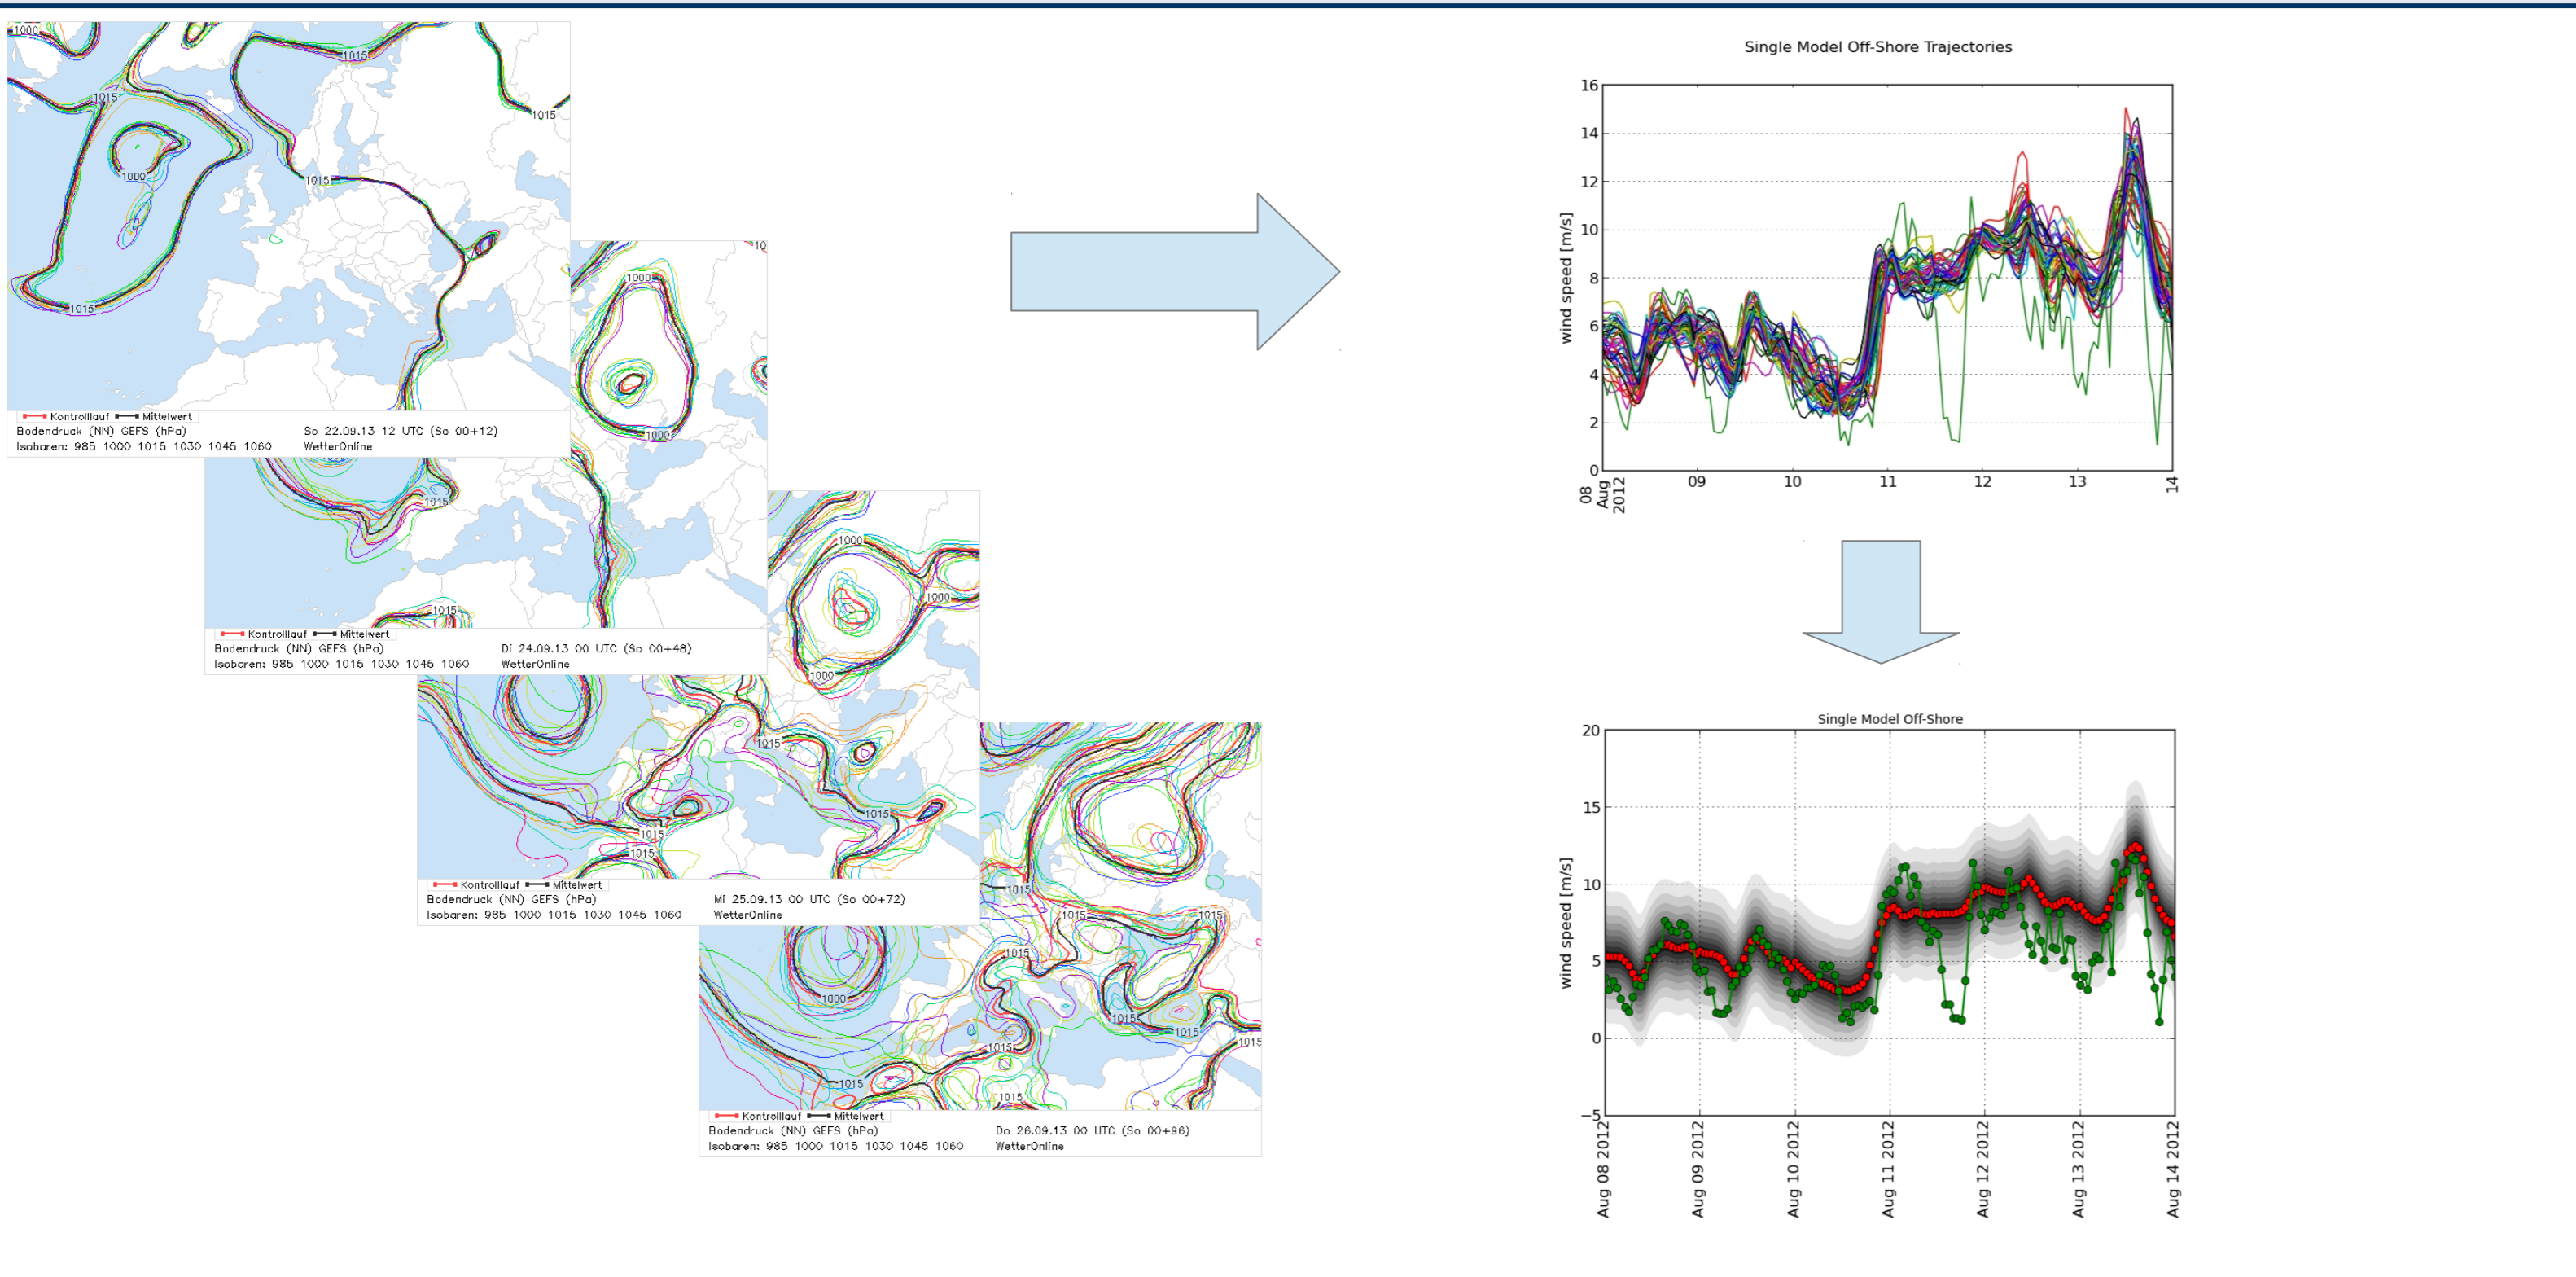 1000
1015
1015
1015
1000
1015
1015
Kontrolllauf Mittelwert
Bodendruck (NN) GEFS (hPa) So 22.09.13 12 UTC (So 00+12)
Isobaren: 985 1000 1015 1030 1045 1060 WetterOnline
10
1000
1000
1015
1015
Kontrolllauf Mittelwert
Bodendruck (NN) GEFS (hPa) Di 24.09.13 00 UTC (So 00+48)
Isobaren: 985 1000 1015 1030 1045 1060 WetterOnline
1000
1000
1000
1015
1015
1015
1015
Kontrolllauf Mittelwert
Bodendruck (NN) GEFS (hPa) Mi 25.09.13 00 UTC (So 00+72)
Isobaren: 985 1000 1015 1030 1045 1060 WetterOnline
1015
1015
1015
1015
1000
1015
1015
1015
1015
1015
1015
Kontrolllauf Mittelwert
Bodendruck (NN) GEFS (hPa) Do 26.09.13 00 UTC (So 00+96)
Isobaren: 985 1000 1015 1030 1045 1060 WetterOnline
Single Model Off-Shore Trajectories
wind speed [m/s]
16
14
12
10
8
6
4
2
0
08 Aug 2012
09
10
11
12
13
14
Single Model Off-Shore
wind speed [m/s]
20
15
10
5
0
−5
Aug 08 2012
Aug 09 2012
Aug 10 2012
Aug 11 2012
Aug 12 2012
Aug 13 2012
Aug 14 2012